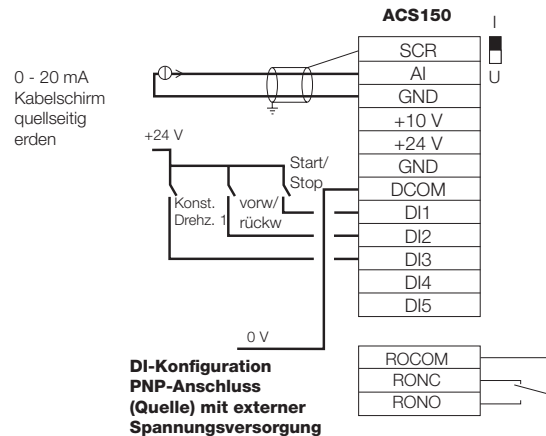 ACS150
I
SCR
AI
U
GND
0 - 20 mA
Kabelschirm
quellseitig
erden
+10 V
+24 V
GND
DCOM
DI1
DI2
DI3
DI4
DI5
+24 V
Start/
Stop
Konst.
Drehz. 1
vorw/
rückw
0 V
DI-Konfiguration
PNP-Anschluss
(Quelle) mit externer
Spannungsversorgung
ROCOM
RONC
RONO